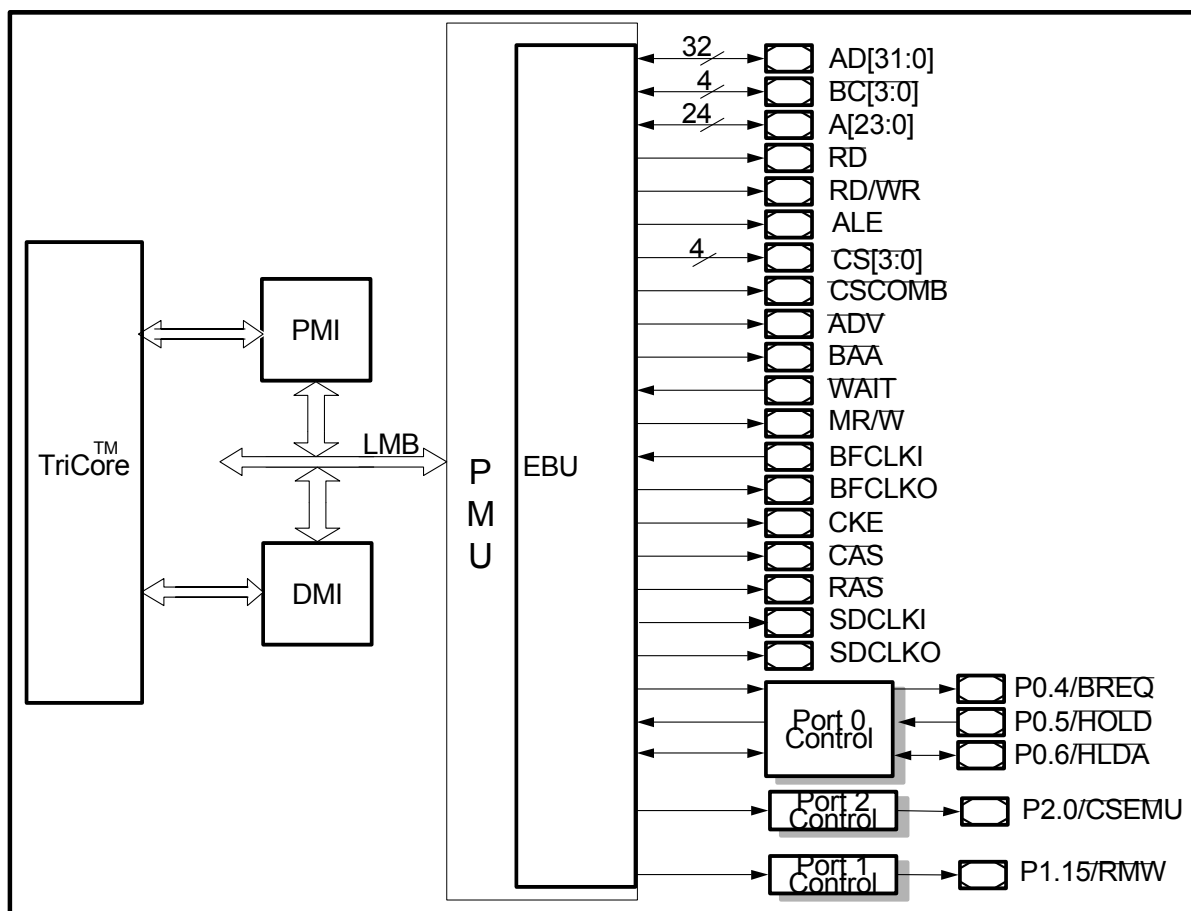 32
AD[31:0]
4
BC[3:0]
24
A[23:0]
RD
RD/WR
ALE
4
CS[3:0]
CSCOMB
ADV
BAA
WAIT
MR/W
BFCLKI
BFCLKO
CKE
CAS
RAS
SDCLKI
SDCLKO
TriCore™
PMI
LMB
DMI
P
M
U
EBU
Port 0
Control
P0.4/BREQ
P0.5/HOLD
P0.6/HLDA
Port 2
Control
P2.0/CSEMU
Port 1
Control
P1.15/RMW